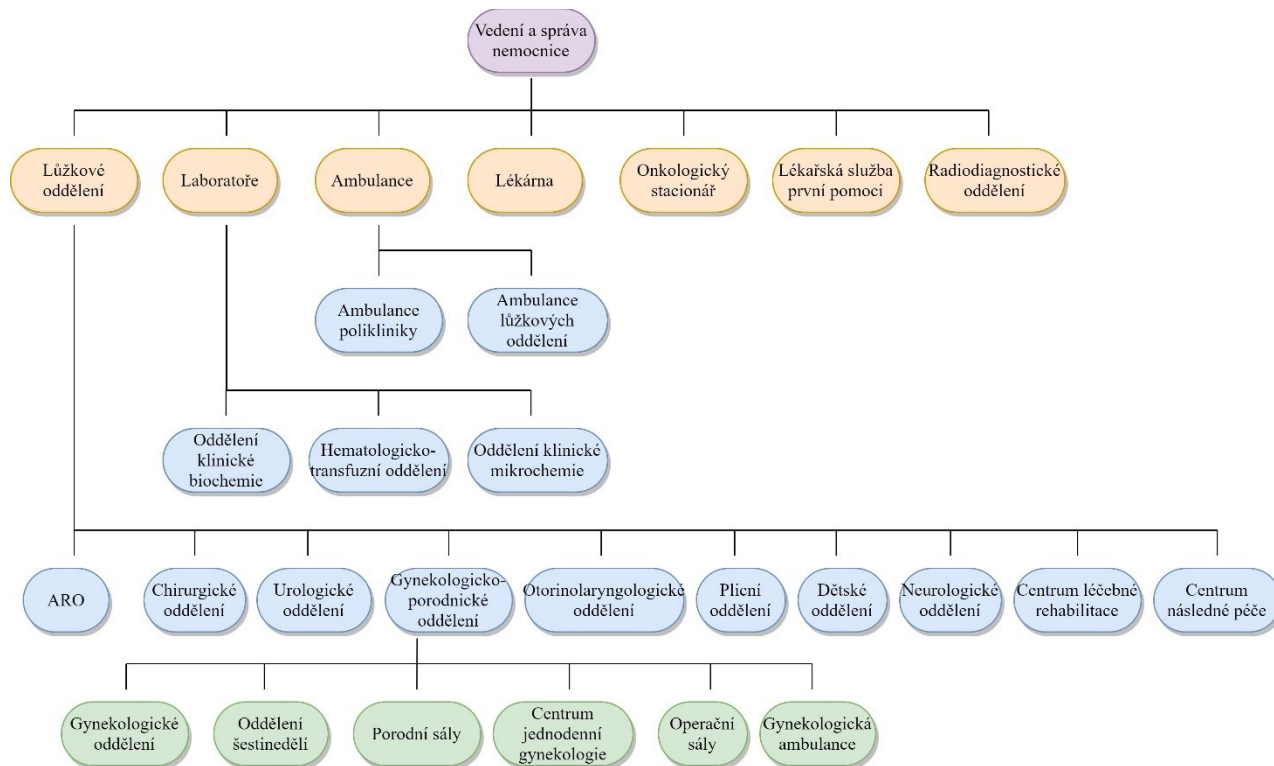 Vedení a správa
nemocnice
Lůžkové
oddělení
Laboratoře
Ambulance
Lékárna
Onkologický
stacionář
Lékařská služba
první pomoci
Radiodiagnostické
oddělení
Ambulance
polikliniky
Ambulance
lůžkových
oddělení
Oddělení
klinické
biochemie
Hematologicko-
transfuzní oddělení
Oddělení klinické
mikrochemie
ARO
Chirurgické
oddělení
Urologické
oddělení
Gynekologicko-
porodnické
oddělení
Otorinolaryngologické
oddělení
Plicní
oddělení
Dětské
oddělení
Neurologické
oddělení
Centrum léčebné
rehabilitace
Centrum
následné péče
Gynekologické
oddělení
Oddělení
šestinedělí
Porodní sály
Centrum
jednodenní
gynekologie
Operační
sály
Gynekologická
ambulance